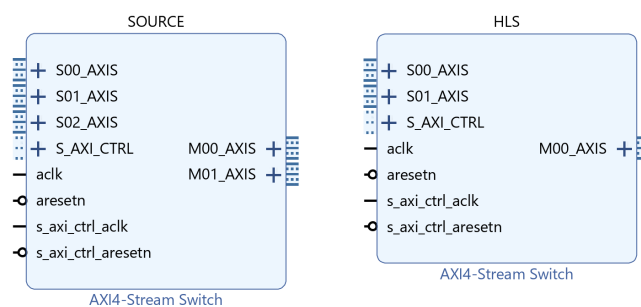 SOURCE
S00_AXIS
S01_AXIS
S02_AXIS
S_AXI_CTRL
aclk
aresetn
s_axi_ctrl_aclk
s_axi_ctrl_aresetn
M00_AXIS
M01_AXIS
AXI4-Stream Switch
HLS
S00_AXIS
S01_AXIS
S_AXI_CTRL
aclk
aresetn
s_axi_ctrl_aclk
s_axi_ctrl_aresetn
M00_AXIS
AXI4-Stream Switch